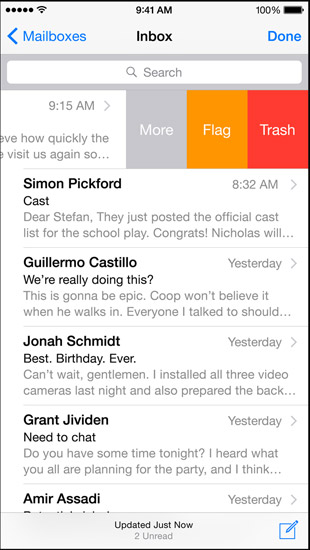 9:41 AM 100%
Mailboxes Inbox Done
Search
9:15 AM
eve how quickly the
e visit us again so…
More Flag Trash
Simon Pickford 8:32 AM
Cast
Dear Stefan, They just posted the official cast
list for the school play. Congrats! Nicholas will…
Guillermo Castillo Yesterday
We're really doing this?
This is gonna be epic. Coop won't believe it
when he walks in. Everyone I talked to should…
Jonah Schmidt Yesterday
Best. Birthday. Ever.
Can't wait, gentlemen. I installed all three video
cameras last night and also prepared the back…
Grant Jividen Yesterday
Need to chat
Do you have some time tonight? I heard what
you all are planning for the party, and I think…
Amir Assadi Yesterday
Updated Just Now
2 Unread